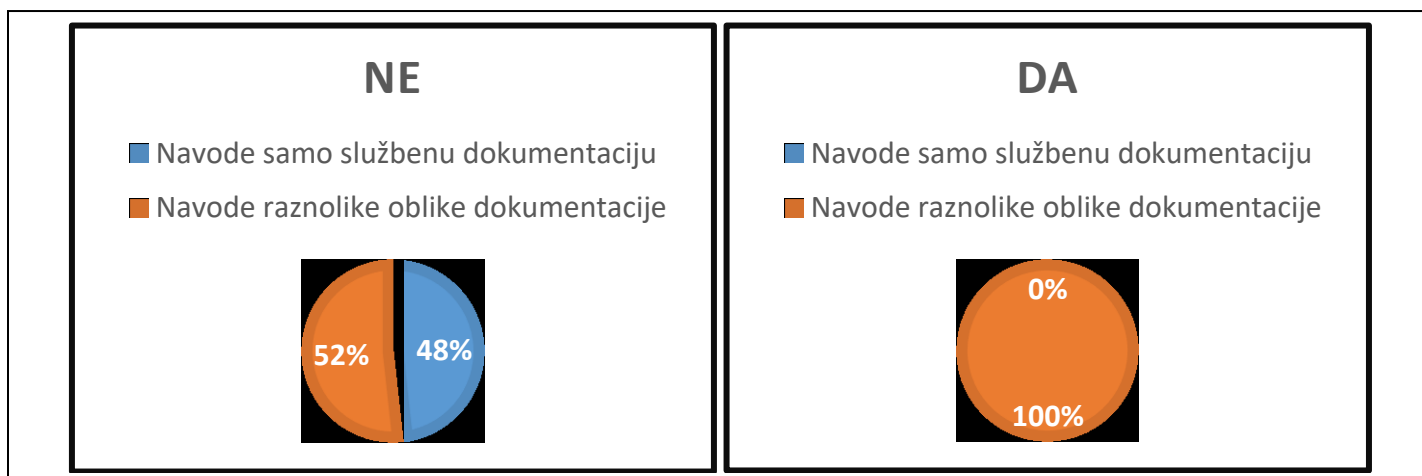 NE
Navode samo službenu dokumentaciju
Navode raznolike oblike dokumentacije
52%
48%
DA
Navode samo službenu dokumentaciju
Navode raznolike oblike dokumentacije
0%
100%